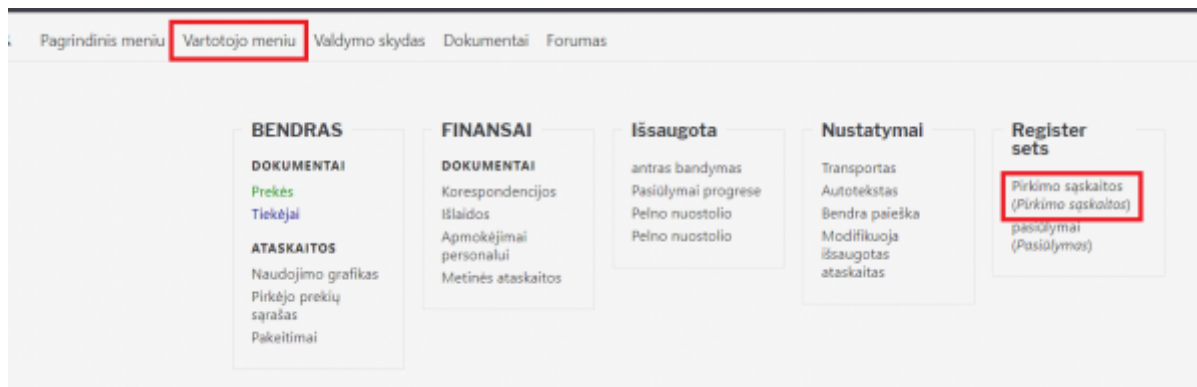 Pagrindinis meniu Vartotojo meniu Valdymo skydas Dokumentai Forumas
BENDRAS
DOKUMENTAI
Prekės
Tiekėjai
ATASKAITOS
Naudojimo grafikas
Pirkėjo prekių
sąrašas
Pakeitimai
FINANSAI
DOKUMENTAI
Korespondencijos
Išlaidos
Apmokėjimai
personalui
Metinės ataskaitos
Išsaugota
antras bandymas
Pasiūlymai progrese
Pelno nuostolio
Pelno nuostolio
Nustatymai
Transportas
Autotekstas
Bendra paieška
Modifikuoja
išsaugotas
ataskaitas
Register
sets
Pirkimo sąskaitos
(Pirkimo sąskaitos)
pasiūlymai
(Pasiūlymas)